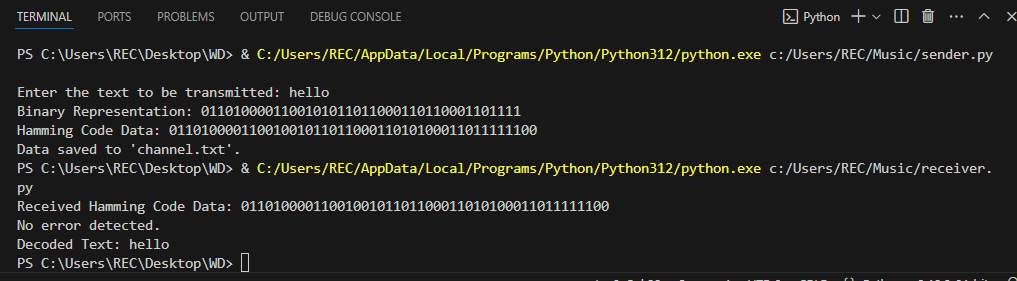 TERMINAL PORTS PROBLEMS OUTPUT DEBUG CONSOLE Python
PS C:\Users\REC\Desktop\WD> & C:/Users/REC/AppData/Local/Programs/Python/Python312/python.exe c:/Users/REC/Music/sender.py
Enter the text to be transmitted: hello
Binary Representation: 0110100001100101011011000110110001101111
Hamming Code Data: 0110100001100100101101100011010100011011111100
Data saved to 'channel.txt'.
PS C:\Users\REC\Desktop\WD> & C:/Users/REC/AppData/Local/Programs/Python/Python312/python.exe c:/Users/REC/Music/receiver.
py
Received Hamming Code Data: 0110100001100100101101100011010100011011111100
No error detected.
Decoded Text: hello
PS C:\Users\REC\Desktop\WD>